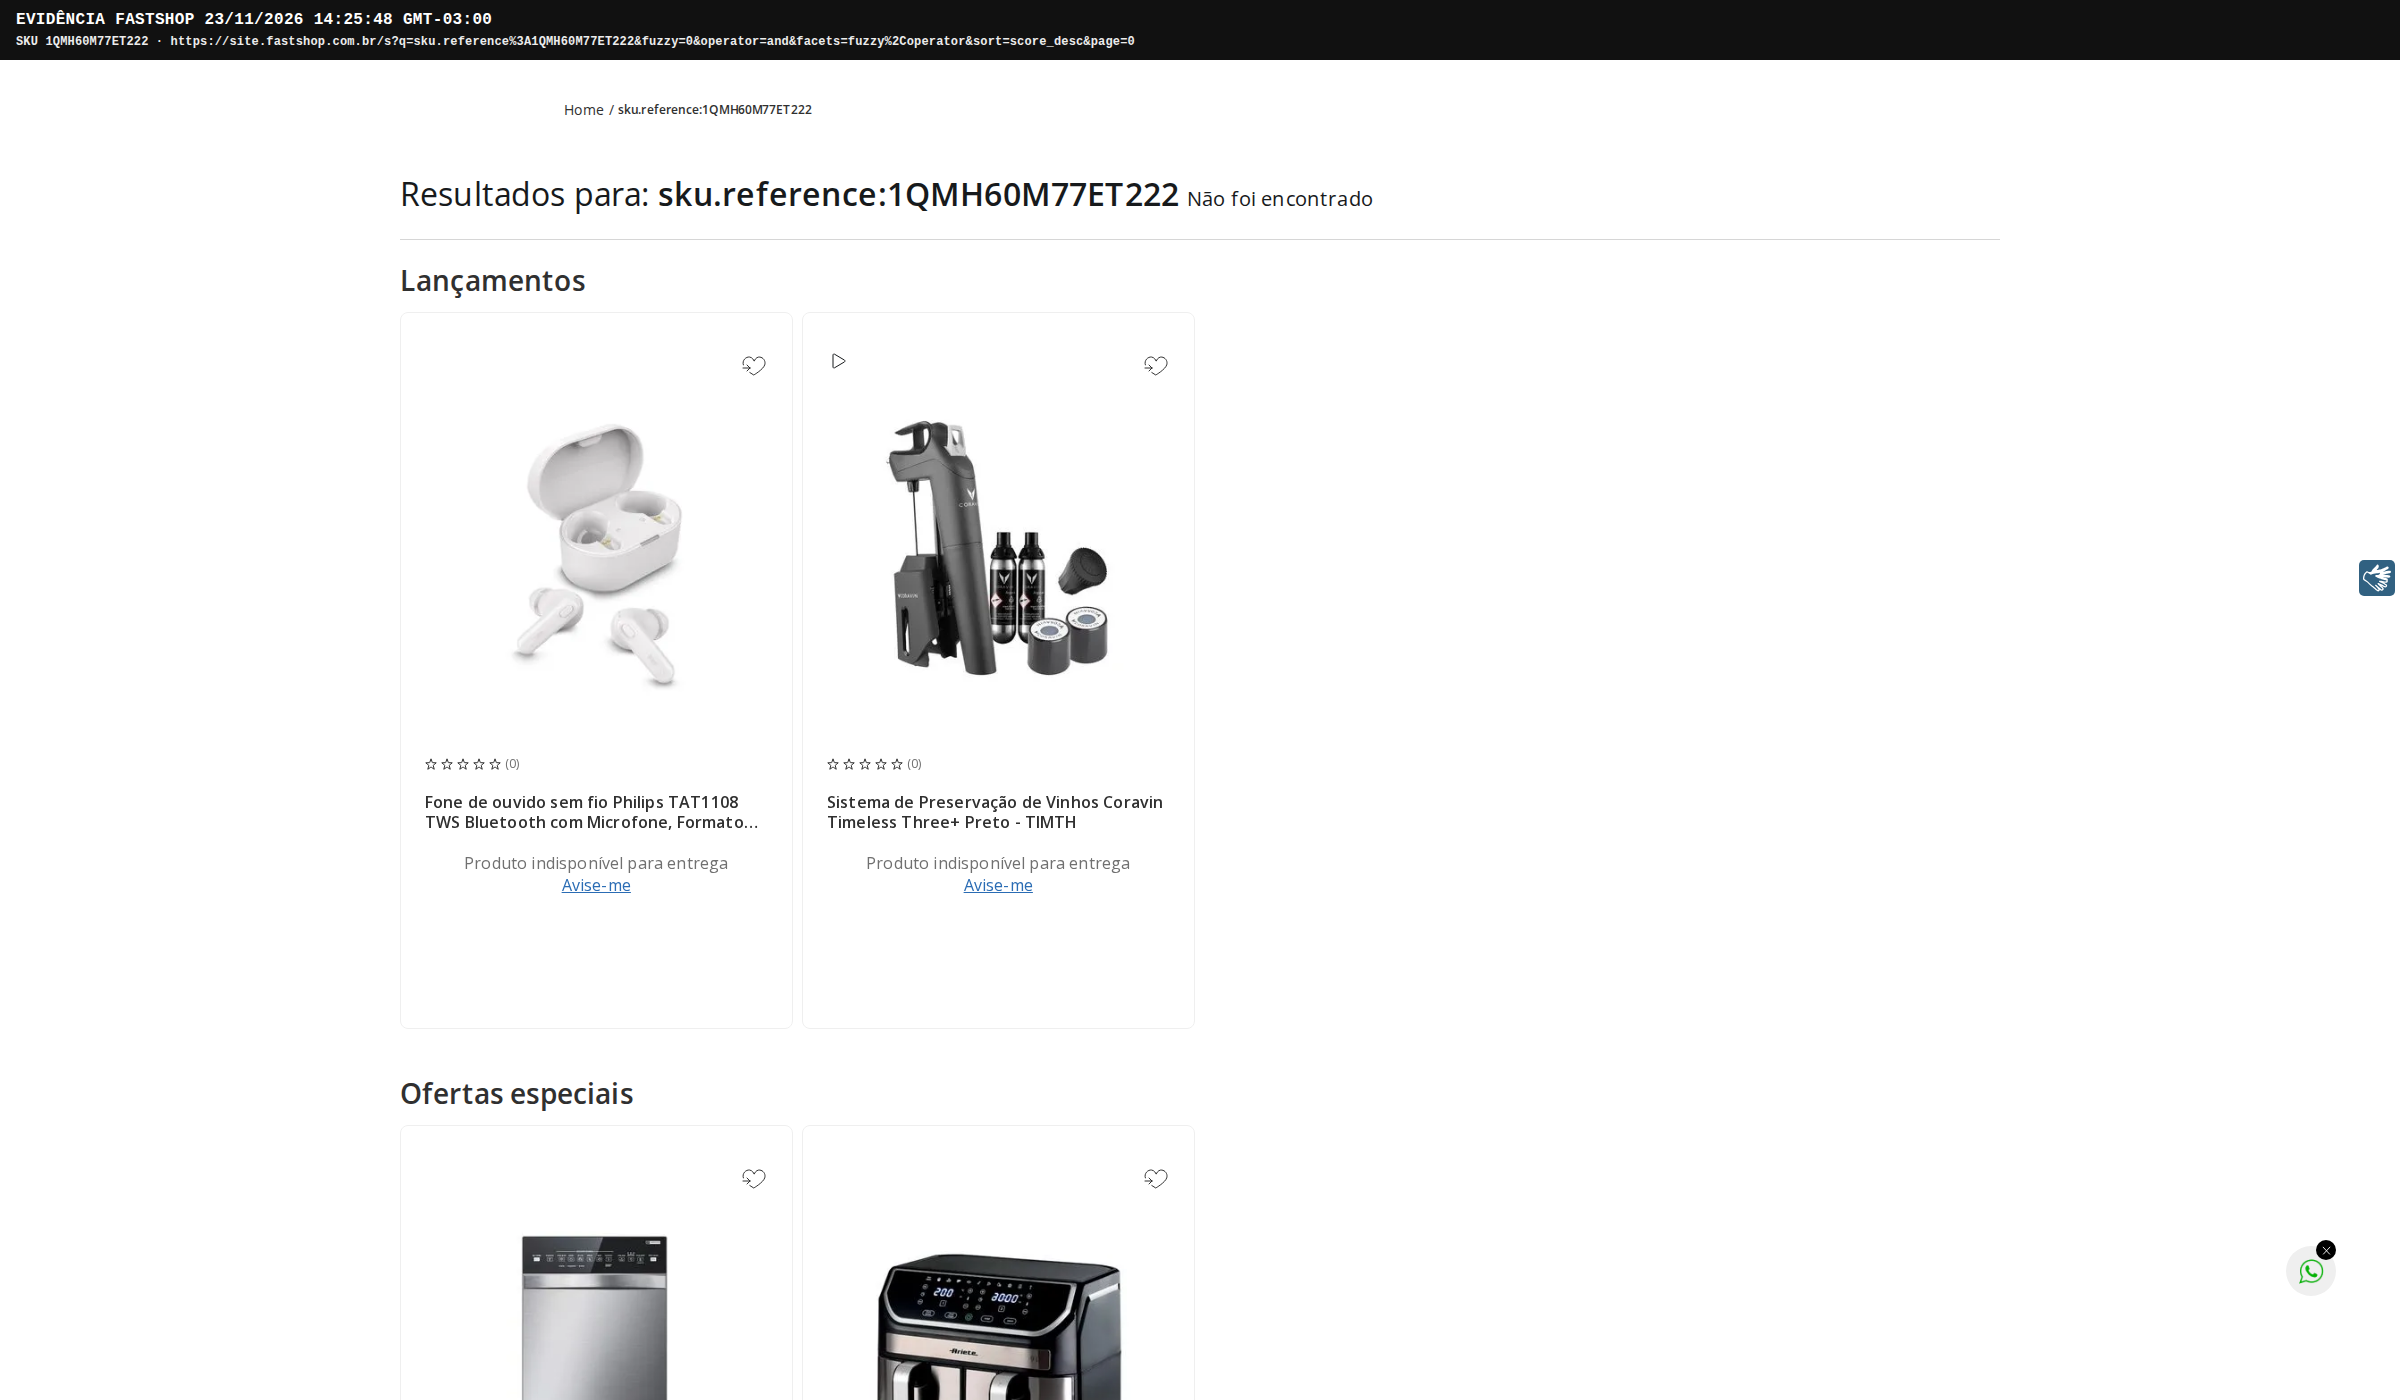 EVIDÊNCIA FASTSHOP 23/11/2026 14:25:48 GMT-03:00
SKU 1QMH60M77ET222 · https://site.fastshop.com.br/s?q=sku.reference%3A1QMH60M77ET222&fuzzy=0&operator=and&facets=fuzzy%2Coperator&sort=score_desc&page=0
Home / sku.reference:1QMH60M77ET222
Resultados para: sku.reference:1QMH60M77ET222 Não foi encontrado
Lançamentos
(0)
Fone de ouvido sem fio Philips TAT1108
TWS Bluetooth com Microfone, Formato...
Produto indisponível para entrega
Avise-me
CORAVIN
(0)
Sistema de Preservação de Vinhos Coravin
Timeless Three+ Preto - TIMTH
Produto indisponível para entrega
Avise-me
Ofertas especiais
200
3000
Ariete